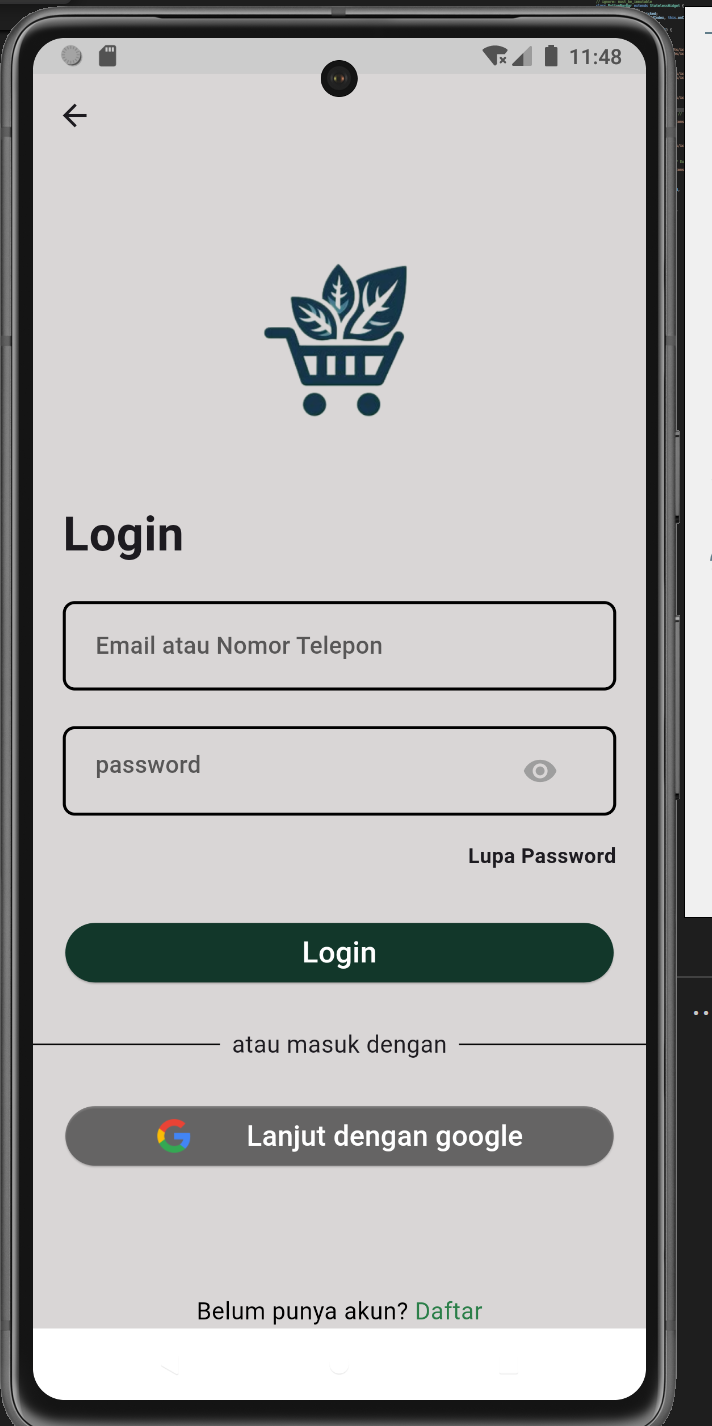 11:48
Login
Email atau Nomor Telepon
password
Lupa Password
Login
atau masuk dengan
Lanjut dengan google
Belum punya akun? Daftar